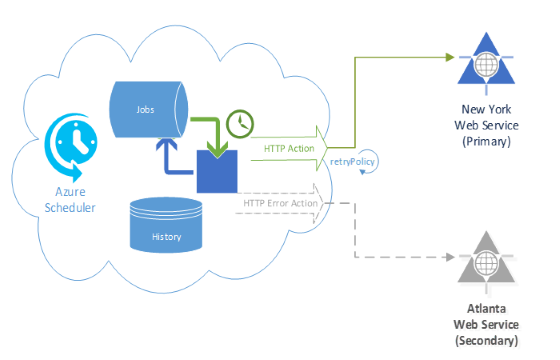 Jobs
HTTP Action
retryPolicy
Azure
Scheduler
HTTP Error Action
History
New York
Web Service
(Primary)
Atlanta
Web Service
(Secondary)